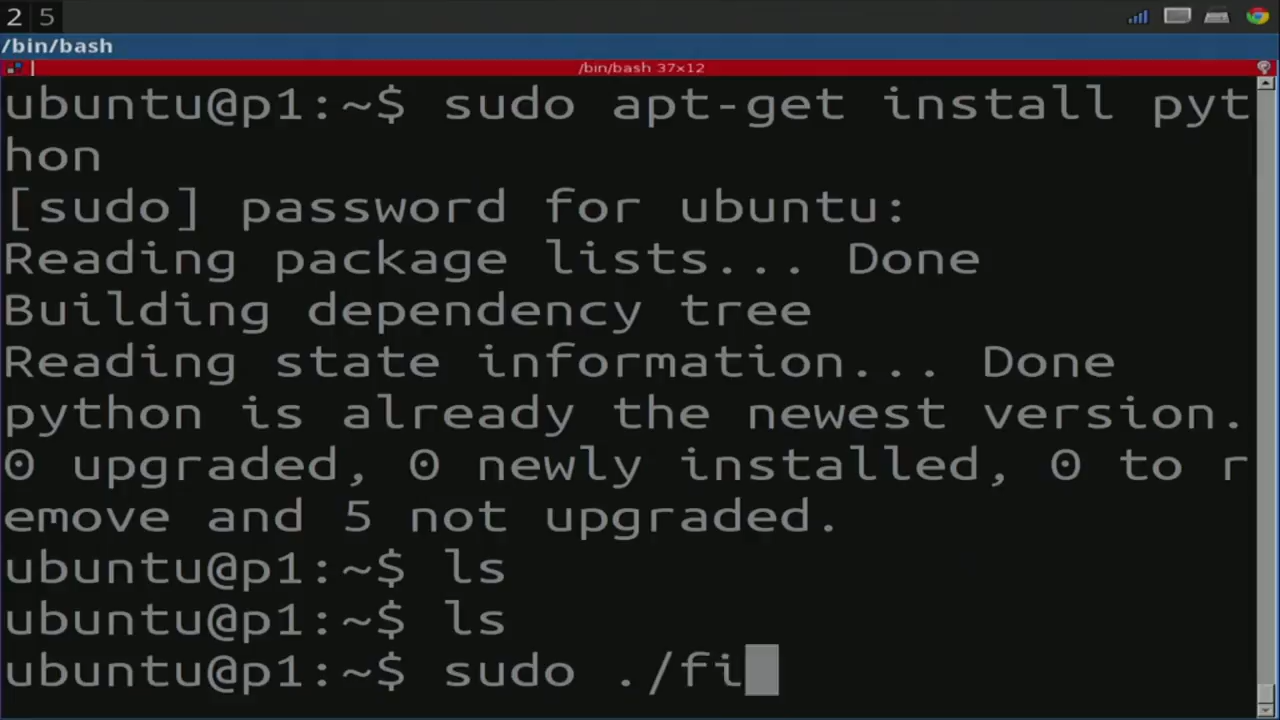 2 5
/bin/bash
/bin/bash 37×12
ubuntu@p1:~$ sudo apt-get install pyt
hon
[sudo] password for ubuntu:
Reading package lists... Done
Building dependency tree
Reading state information... Done
python is already the newest version.
0 upgraded, 0 newly installed, 0 to r
emove and 5 not upgraded.
ubuntu@p1:~$ ls
ubuntu@p1:~$ ls
ubuntu@p1:~$ sudo ./fi